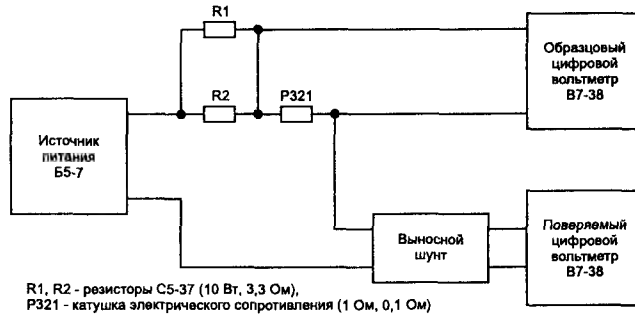 R1
R2
P321
Источник
питания
Б5-7
Образцовый
цифровой
вольтметр
В7-38
Выносной
шунт
Поверяемый
цифровой
вольтметр
В7-38
R1, R2 - резисторы С5-37 (10 Вт, 3,3 Ом),
Р321 - катушка электрического сопротивления (1 Ом, 0,1 Ом)